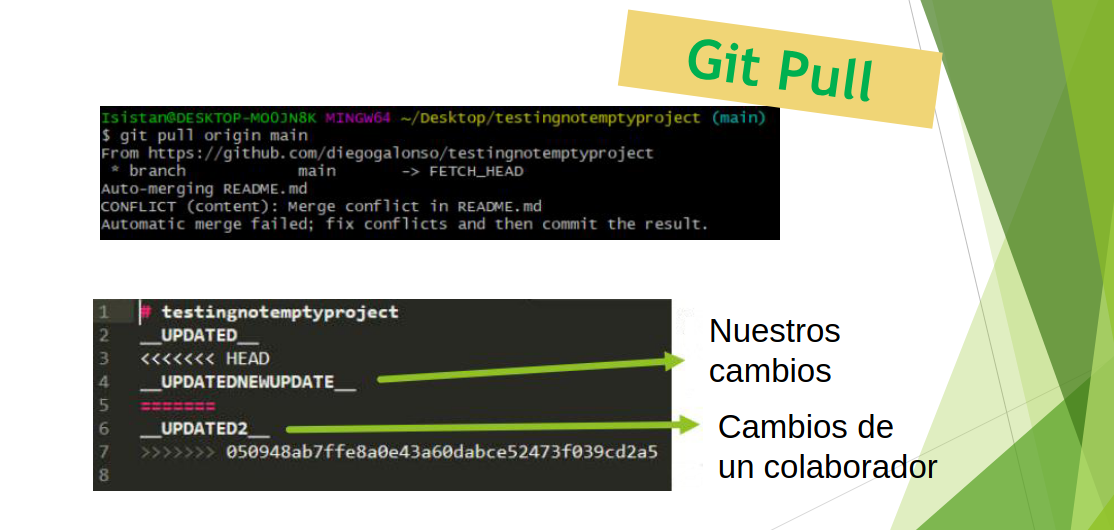 Git Pull
Isistan@DESKTOP-MOOJN8K MINGW64 ~/Desktop/testingnotemptyproject (main)
$ git pull origin main
From https://github.com/diegogalonso/testingnotemptyproject
 * branch            main       -> FETCH_HEAD
Auto-merging README.md
CONFLICT (content): Merge conflict in README.md
Automatic merge failed; fix conflicts and then commit the result.
1 # testingnotemptyproject
2 __UPDATED__
3 <<<<<<< HEAD
4 __UPDATEDNEWUPDATE__
5 =======
6 __UPDATED2__
7 >>>>>>> 050948ab7ffe8a0e43a60dabce52473f039cd2a5
8
Nuestros
cambios
Cambios de
un colaborador